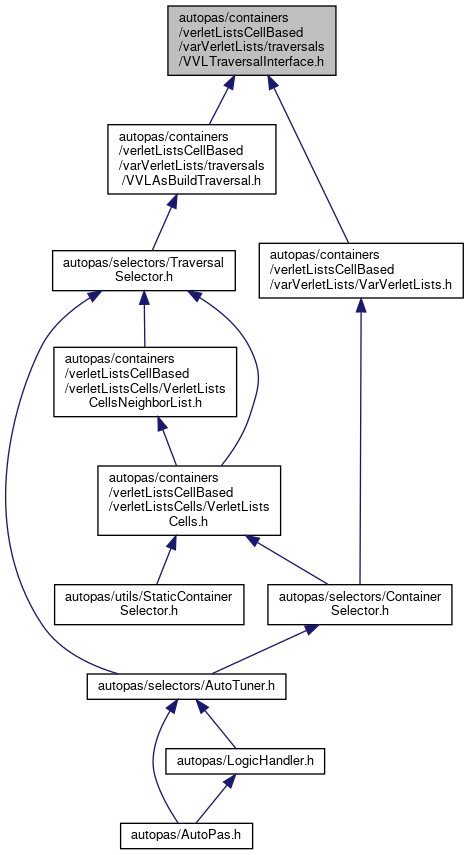 autopas/containers
/verletListsCellBased
/varVerletLists/traversals
/VVLTraversalInterface.h
autopas/containers
/verletListsCellBased
/varVerletLists/traversals
/VVLAsBuildTraversal.h
autopas/selectors/Traversal
Selector.h
autopas/containers
/verletListsCellBased
/varVerletLists/VarVerletLists.h
autopas/containers
/verletListsCellBased
/verletListsCells/VerletLists
CellsNeighborList.h
autopas/containers
/verletListsCellBased
/verletListsCells/VerletLists
Cells.h
autopas/utils/StaticContainer
Selector.h
autopas/selectors/Container
Selector.h
autopas/selectors/AutoTuner.h
autopas/LogicHandler.h
autopas/AutoPas.h